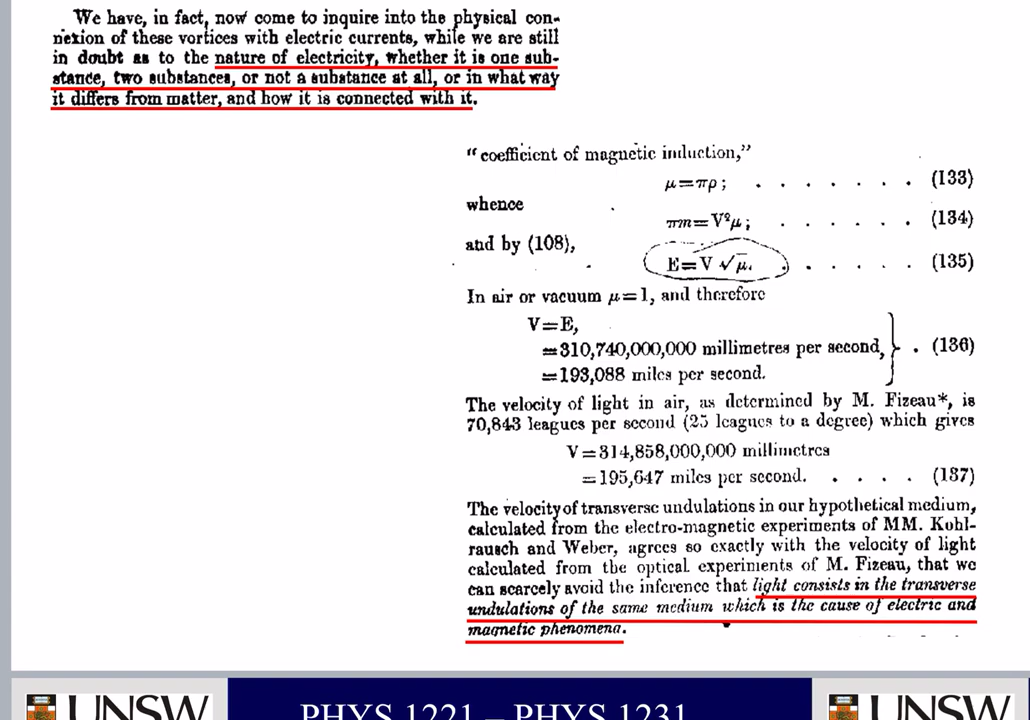 We have, in fact, now come to inquire into the physical con-
nexion of these vortices with electric currents, while we are still
in doubt as to the nature of electricity, whether it is one sub-
stance, two substances, or not a substance at all, or in what way
it differs from matter, and how it is connected with it.
"coefficient of magnetic induction,"
μ=πρ; . . . . . . . (133)
whence
πm=V²μ; . . . . . . (134)
and by (108),
E=V √μ. . . . . . . (135)
In air or vacuum μ=1, and therefore
V=E,
=310,740,000,000 millimetres per second, } . (136)
=193,088 miles per second.
The velocity of light in air, as determined by M. Fizeau*, is
70,843 leagues per second (25 leagues to a degree) which gives
V=314,858,000,000 millimetres
=195,647 miles per second. . . . . (137)
The velocity of transverse undulations in our hypothetical medium,
calculated from the electro-magnetic experiments of MM. Kohl-
rausch and Weber, agrees so exactly with the velocity of light
calculated from the optical experiments of M. Fizeau, that we
can scarcely avoid the inference that light consists in the transverse
undulations of the same medium which is the cause of electric and
magnetic phenomena.
UNSW
PHYS 1221 – PHYS 1231
UNSW